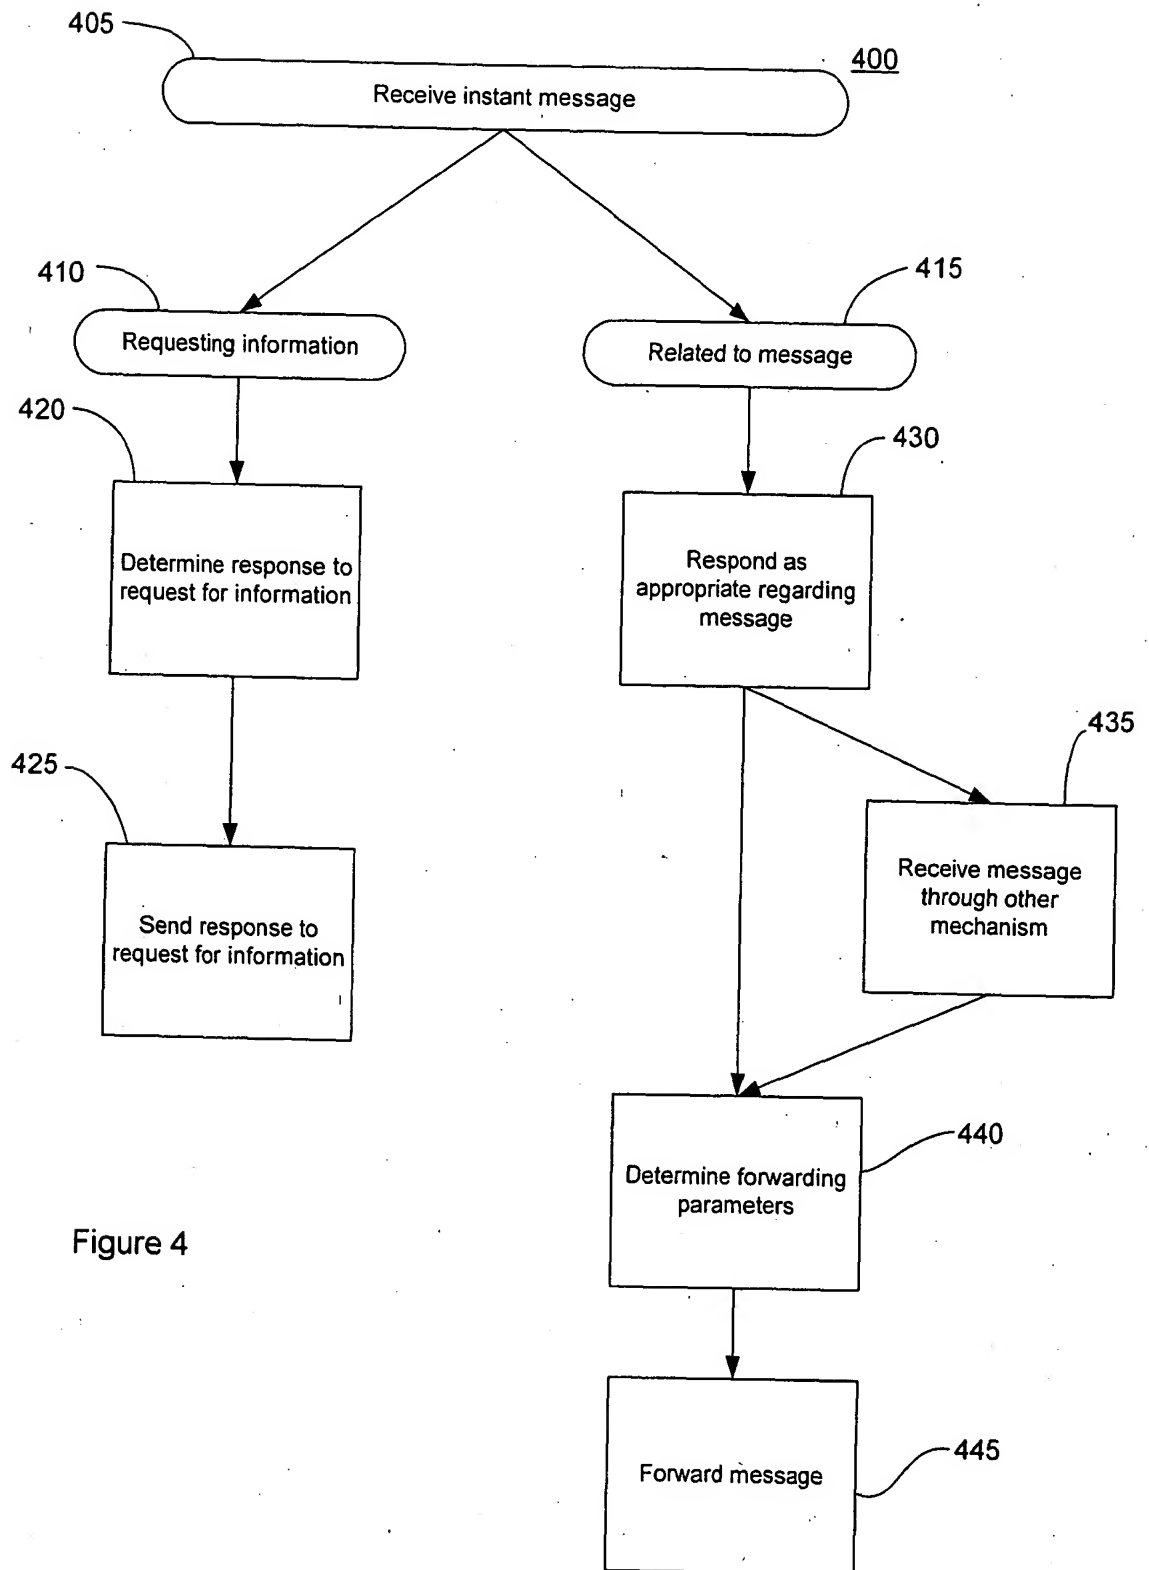 405
400
Receive instant message
410
415
Requesting information
Related to message
420
430
Determine response to
request for information
Respond as
appropriate regarding
message
435
425
Receive message
through other
mechanism
Send response to
request for information
440
Determine forwarding
parameters
Figure 4
445
Forward message